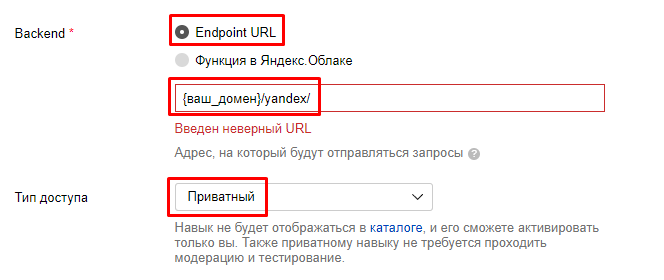 Backend *
Endpoint URL
Функция в Яндекс.Облаке
{ваш_домен}/yandex/
Введен неверный URL
Адрес, на который будут отправляться запросы ?
Тип доступа
Приватный
Навык не будет отображаться в каталоге, и его сможете активировать
только вы. Также приватному навыку не требуется проходить
модерацию и тестирование.